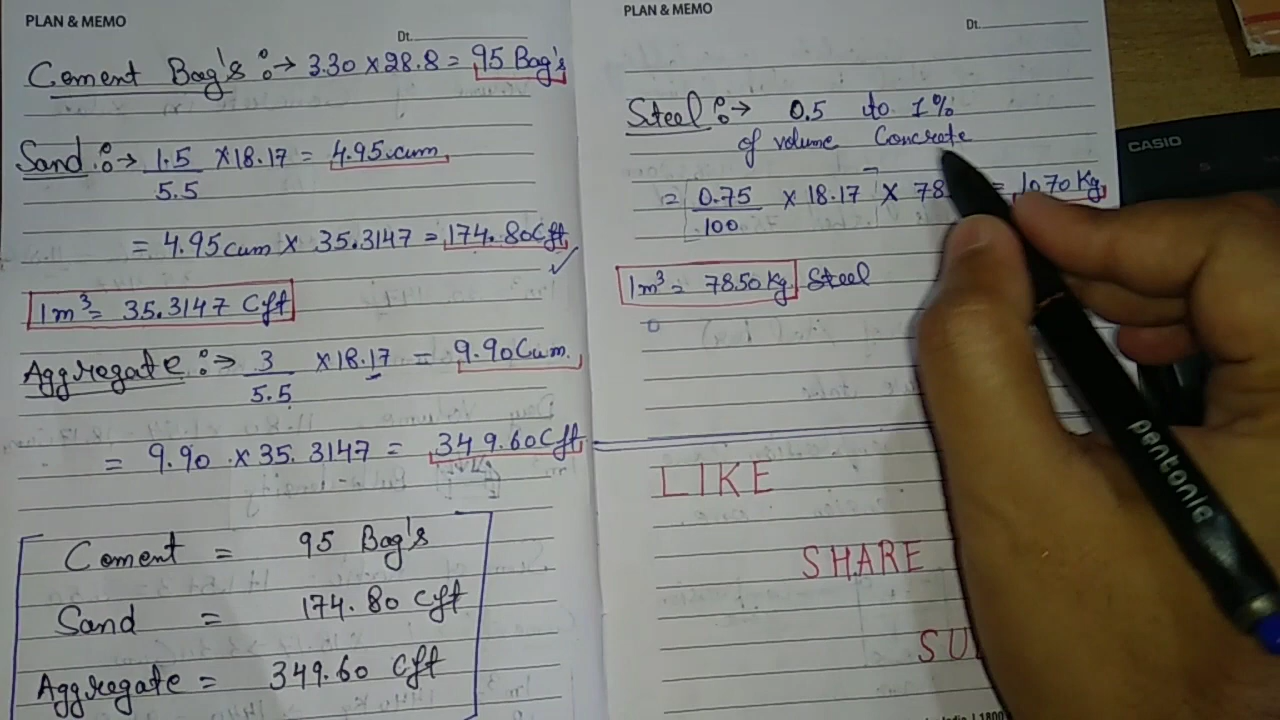 PLAN & MEMO
Dt.
Cement Bag's :→ 3.30 × 28.8 = 95 Bag's
Sand :→ 1.5 × 18.17 = 4.95 cum
5.5
= 4.95 cum × 35.3147 = 174.80 Cft
1m³ = 35.3147 Cft
Aggregate :→ 3 × 18.17 = 9.90 Cum.
5.5
= 9.90 × 35.3147 = 349.60 Cft
Cement = 95 Bag's
Sand = 174.80 Cft
Aggregate = 349.60 Cft
PLAN & MEMO
Dt.
Steel :→ 0.5 to 1%
of volume Concrete
= 0.75 × 18.17 × 78 = 1070 Kg
100
1m³ = 7850 Kg Steel
LIKE
SHARE
SU
1800
CASIO
pentonic